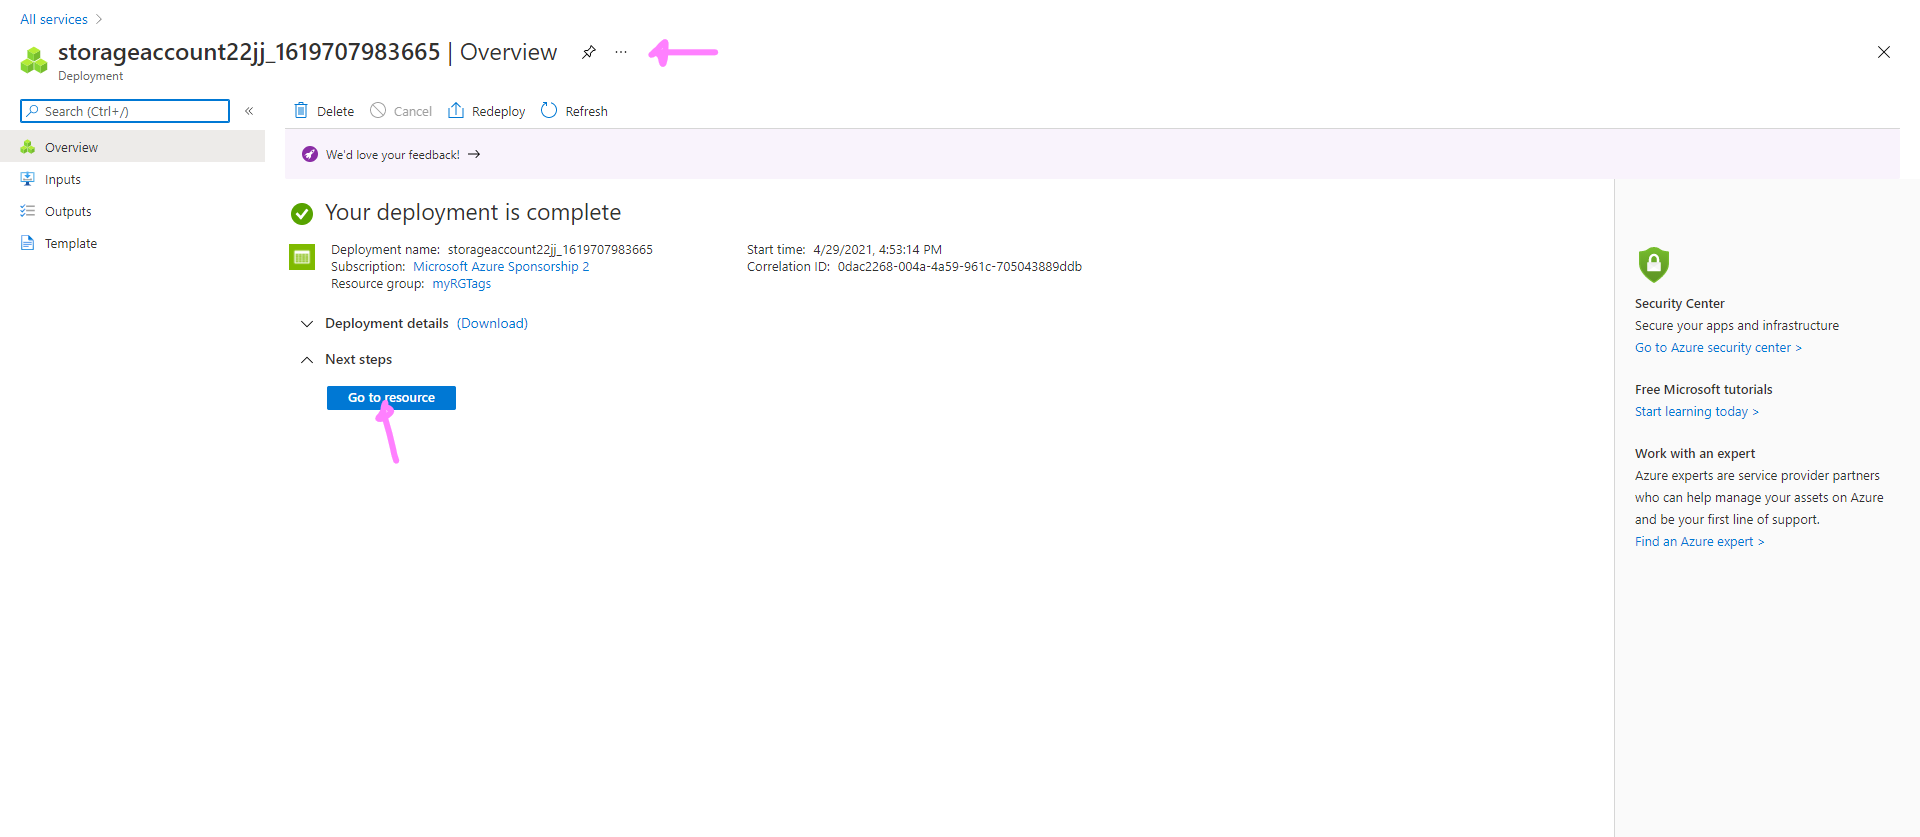 All services
storageaccount22jj_1619707983665 | Overview
Deployment
Search (Ctrl+/)
Overview
Inputs
Outputs
Template
Delete
Cancel
Redeploy
Refresh
We'd love your feedback!
Your deployment is complete
Deployment name: storageaccount22jj_1619707983665
Subscription: Microsoft Azure Sponsorship 2
Resource group: myRGTags
Start time: 4/29/2021, 4:53:14 PM
Correlation ID: 0dac2268-004a-4a59-961c-705043889ddb
Deployment details (Download)
Next steps
Go to resource
Security Center
Secure your apps and infrastructure
Go to Azure security center >
Free Microsoft tutorials
Start learning today >
Work with an expert
Azure experts are service provider partners
who can help manage your assets on Azure
and be your first line of support.
Find an Azure expert >